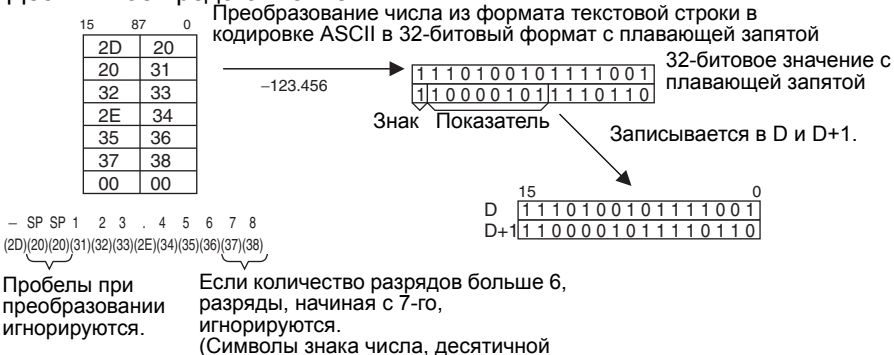 Преобразование числа из формата текстовой строки в
кодировке ASCII в 32-битовый формат с плавающей запятой
15 87 0
2D 20
20 31
32 33
2E 34
35 36
37 38
00 00
−123.456
1110100101111001
1100001011110110
32-битовое значение с
плавающей запятой
Знак Показатель
Записывается в D и D+1.
15 0
D 1110100101111001
D+1 1100001011110110
− SP SP 1 2 3 . 4 5 6 7 8
(2D)(20)(20)(31)(32)(33)(2E)(34)(35)(36)(37)(38)
Пробелы при
преобразовании
игнорируются.
Если количество разрядов больше 6,
разряды, начиная с 7-го,
игнорируются.
(Символы знака числа, десятичной